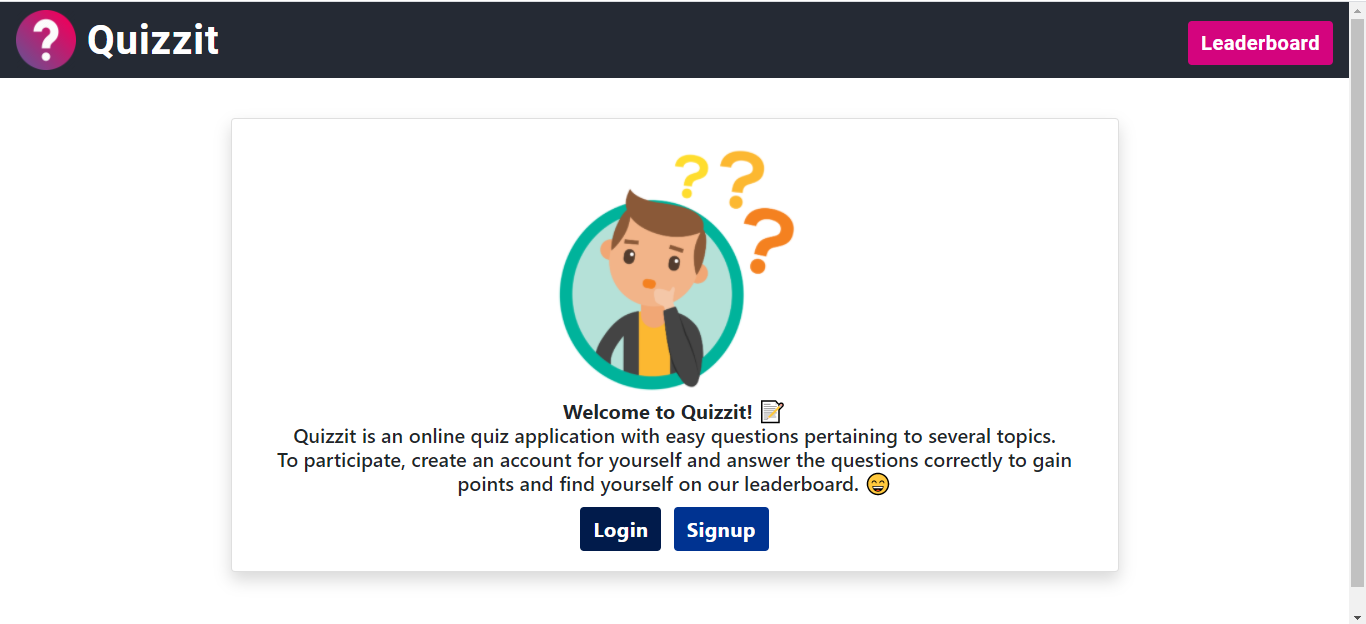 Quizzit
Leaderboard
Welcome to Quizzit! 📝
Quizzit is an online quiz application with easy questions pertaining to several topics.
To participate, create an account for yourself and answer the questions correctly to gain
points and find yourself on our leaderboard. 😄
Login
Signup